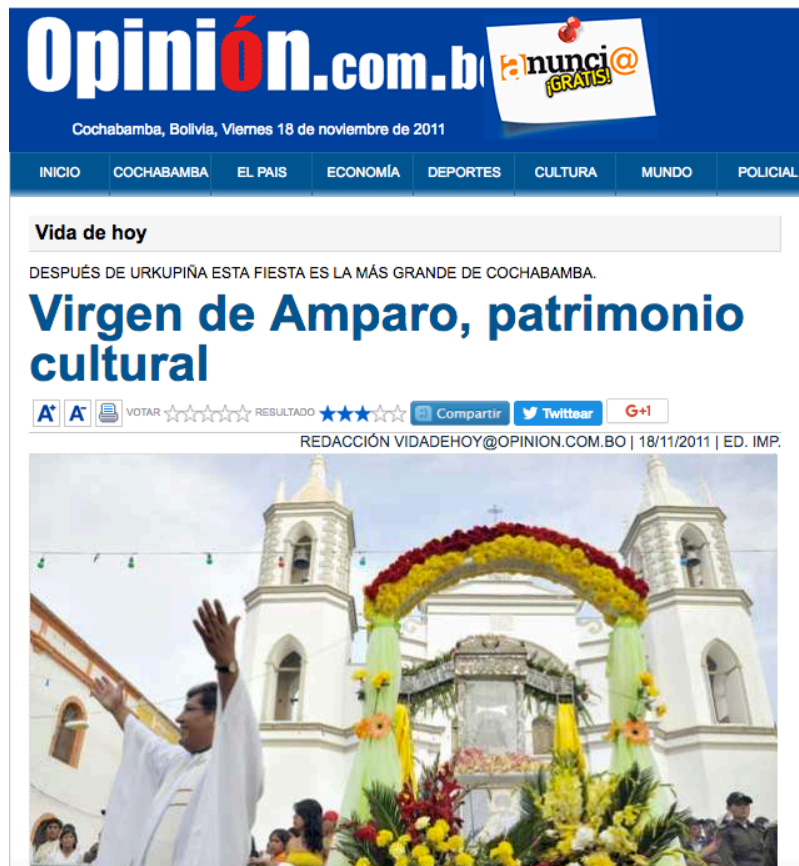 Opinión.com.bo
anunci@
¡GRATIS!
Cochabamba, Bolivia, Viernes 18 de noviembre de 2011
INICIO COCHABAMBA EL PAIS ECONOMÍA DEPORTES CULTURA MUNDO POLICIAL
Vida de hoy
DESPUÉS DE URKUPIÑA ESTA FIESTA ES LA MÁS GRANDE DE COCHABAMBA.
Virgen de Amparo, patrimonio
cultural
A+ A- VOTAR RESULTADO Compartir Twittear G+1
REDACCIÓN VIDADEHOY@OPINION.COM.BO | 18/11/2011 | ED. IMP.